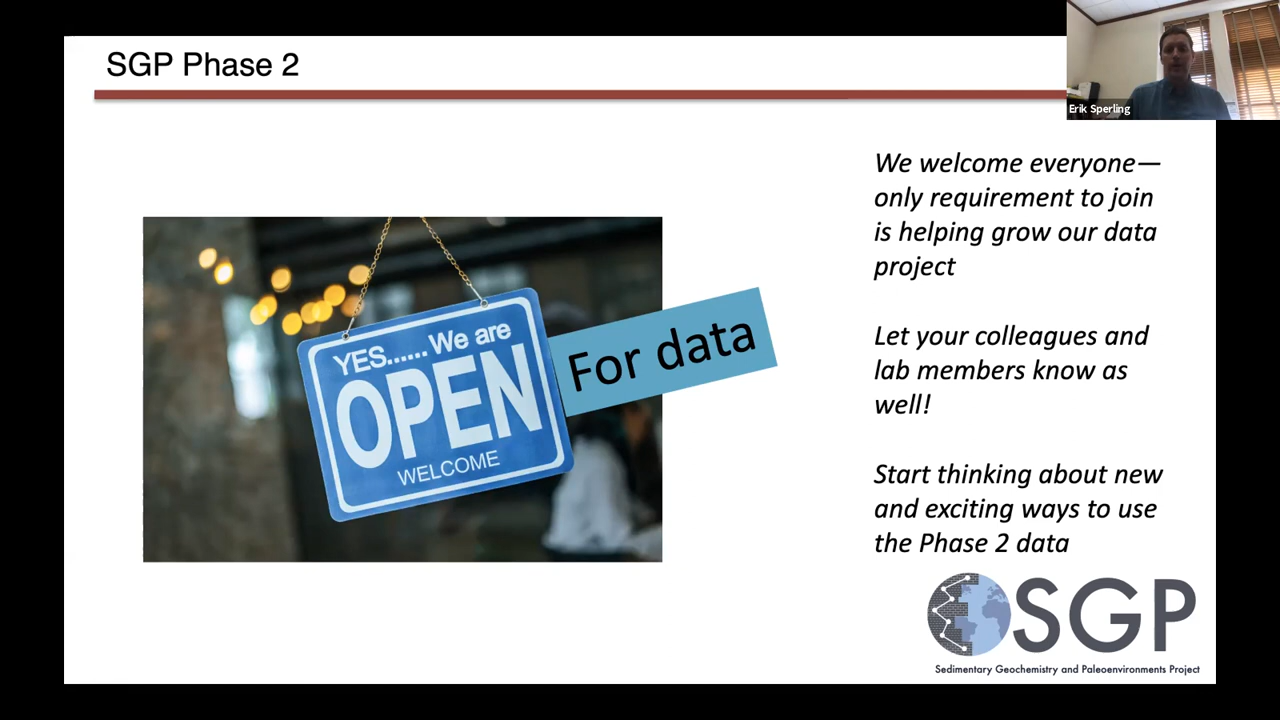 SGP Phase 2
Erik Sperling
We welcome everyone—
only requirement to join
is helping grow our data
project
Let your colleagues and
lab members know as
well!
Start thinking about new
and exciting ways to use
the Phase 2 data
YES......We are
OPEN
WELCOME
For data
SGP
Sedimentary Geochemistry and Paleoenvironments Project